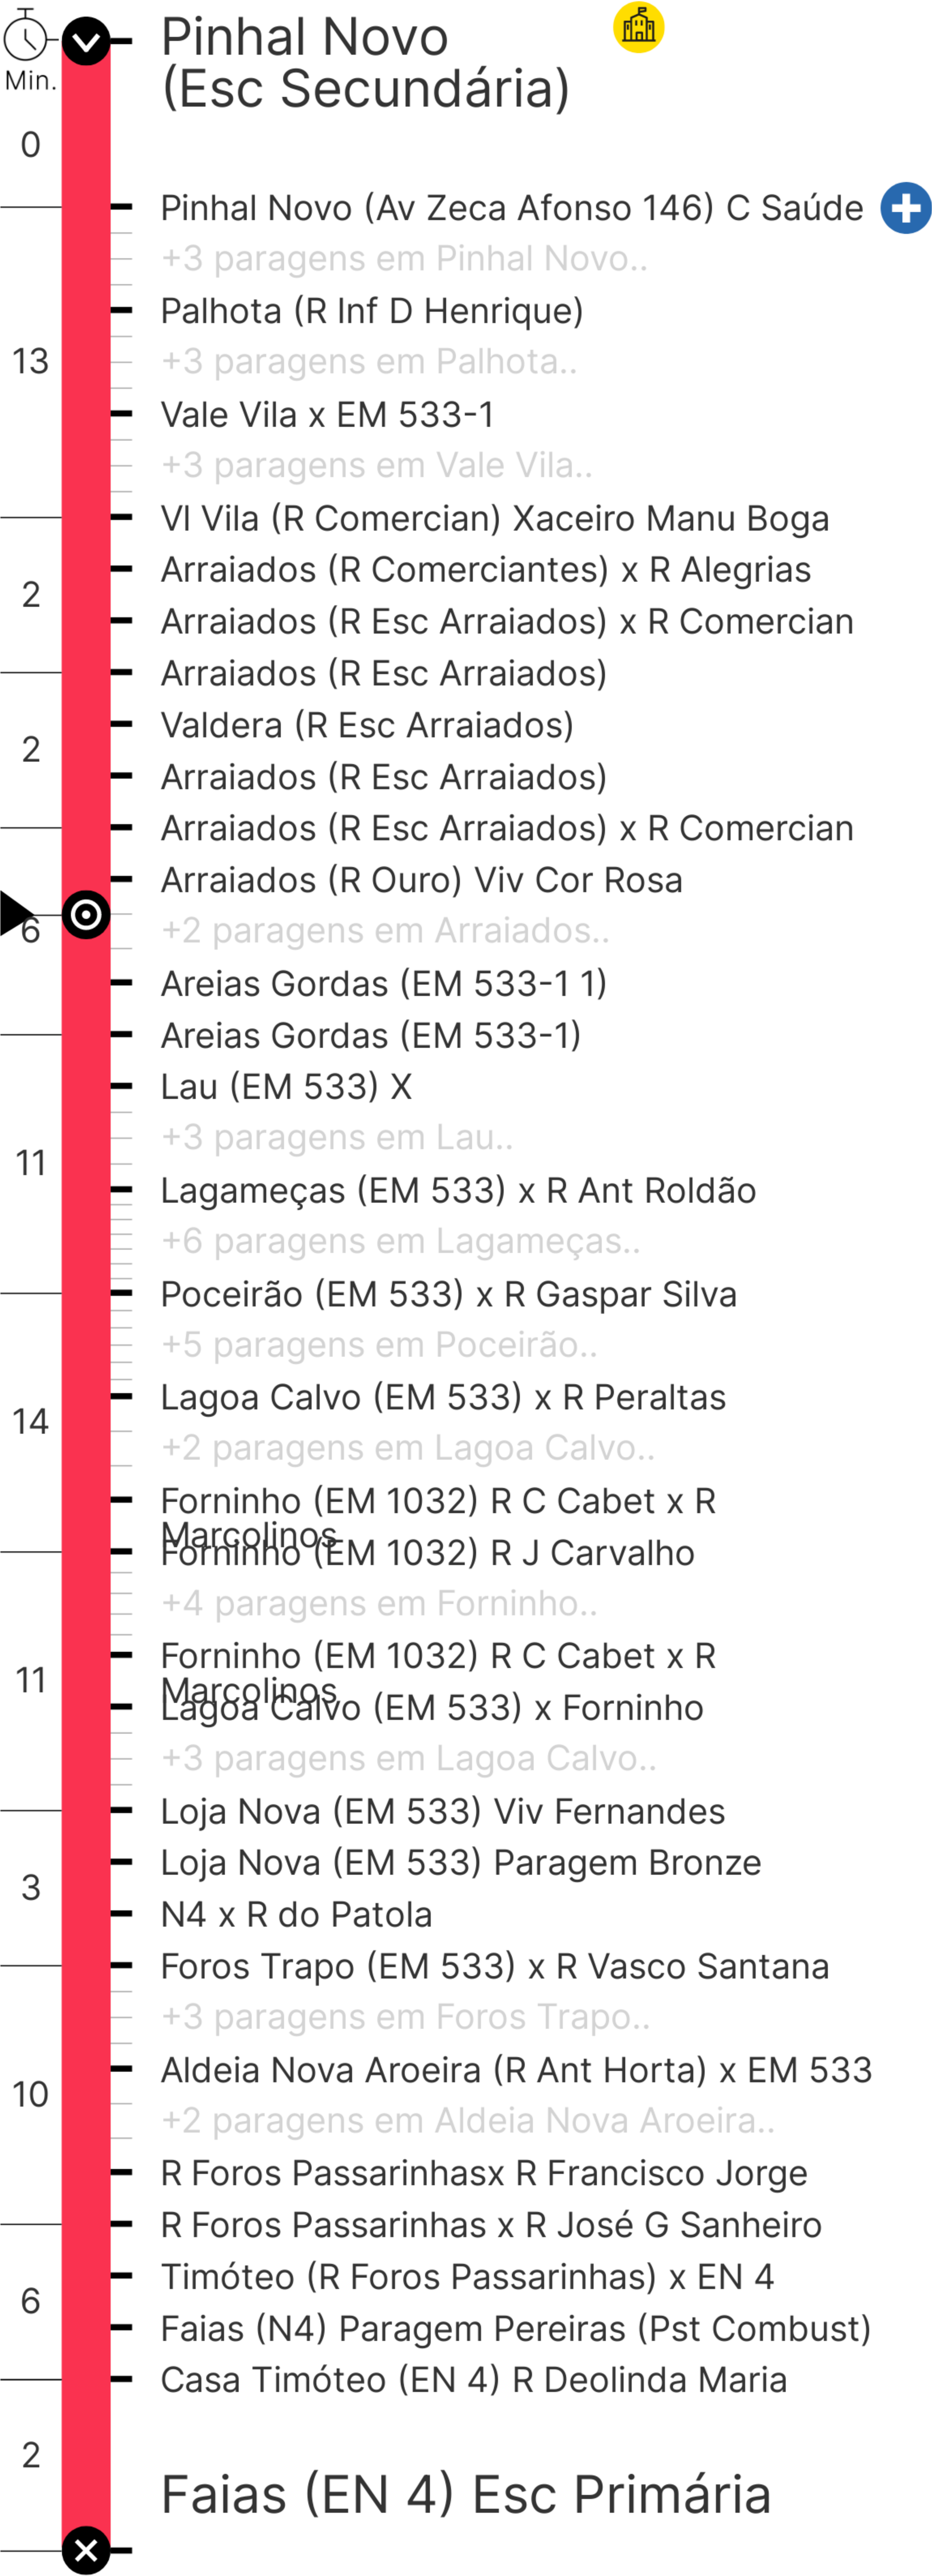 Pinhal Novo
(Esc Secundária)
Min.
0
Pinhal Novo (Av Zeca Afonso 146) C Saúde
+3 paragens em Pinhal Novo..
Palhota (R Inf D Henrique)
13
+3 paragens em Palhota..
Vale Vila x EM 533-1
+3 paragens em Vale Vila..
Vl Vila (R Comercian) Xaceiro Manu Boga
Arraiados (R Comerciantes) x R Alegrias
2
Arraiados (R Esc Arraiados) x R Comercian
Arraiados (R Esc Arraiados)
Valdera (R Esc Arraiados)
2
Arraiados (R Esc Arraiados)
Arraiados (R Esc Arraiados) x R Comercian
Arraiados (R Ouro) Viv Cor Rosa
6
+2 paragens em Arraiados..
Areias Gordas (EM 533-1 1)
Areias Gordas (EM 533-1)
Lau (EM 533) X
+3 paragens em Lau..
11
Lagameças (EM 533) x R Ant Roldão
+6 paragens em Lagameças..
Poceirão (EM 533) x R Gaspar Silva
+5 paragens em Poceirão..
Lagoa Calvo (EM 533) x R Peraltas
14
+2 paragens em Lagoa Calvo..
Forninho (EM 1032) R C Cabet x R
Marcolinos
Forninho (EM 1032) R J Carvalho
+4 paragens em Forninho..
Forninho (EM 1032) R C Cabet x R
11
Marcolinos
Lagoa Calvo (EM 533) x Forninho
+3 paragens em Lagoa Calvo..
Loja Nova (EM 533) Viv Fernandes
Loja Nova (EM 533) Paragem Bronze
3
N4 x R do Patola
Foros Trapo (EM 533) x R Vasco Santana
+3 paragens em Foros Trapo..
Aldeia Nova Aroeira (R Ant Horta) x EM 533
10
+2 paragens em Aldeia Nova Aroeira..
R Foros Passarinhasx R Francisco Jorge
R Foros Passarinhas x R José G Sanheiro
Timóteo (R Foros Passarinhas) x EN 4
6
Faias (N4) Paragem Pereiras (Pst Combust)
Casa Timóteo (EN 4) R Deolinda Maria
2
Faias (EN 4) Esc Primária